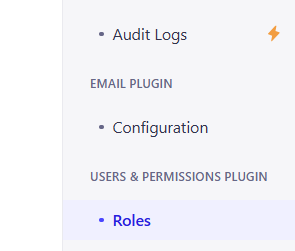 Audit Logs
EMAIL PLUGIN
Configuration
USERS & PERMISSIONS PLUGIN
Roles